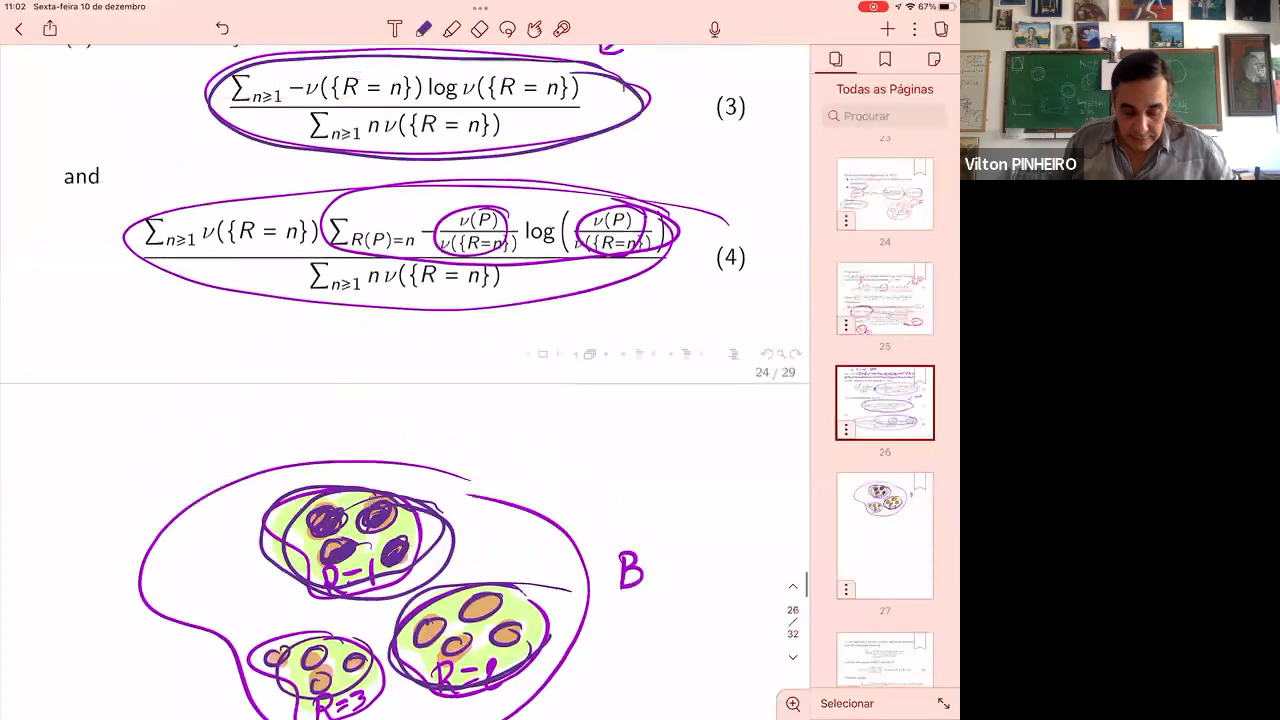 11:02 Sexta-feira 10 de dezembro
67%
Todas as Páginas
Procurar
23
24
25
26
27
Vilton PINHEIRO
∑n⩾1 −ν({R = n}) log ν({R = n})
∑n⩾1 n ν({R = n})
(3)
and
∑n⩾1 ν({R = n}) ∑R(P)=n − ν(P)/ν({R=n}) log ( ν(P)/ν({R=n}) )
∑n⩾1 n ν({R = n})
(4)
24 / 29
R=1
B
R=3
26
/
32
Selecionar